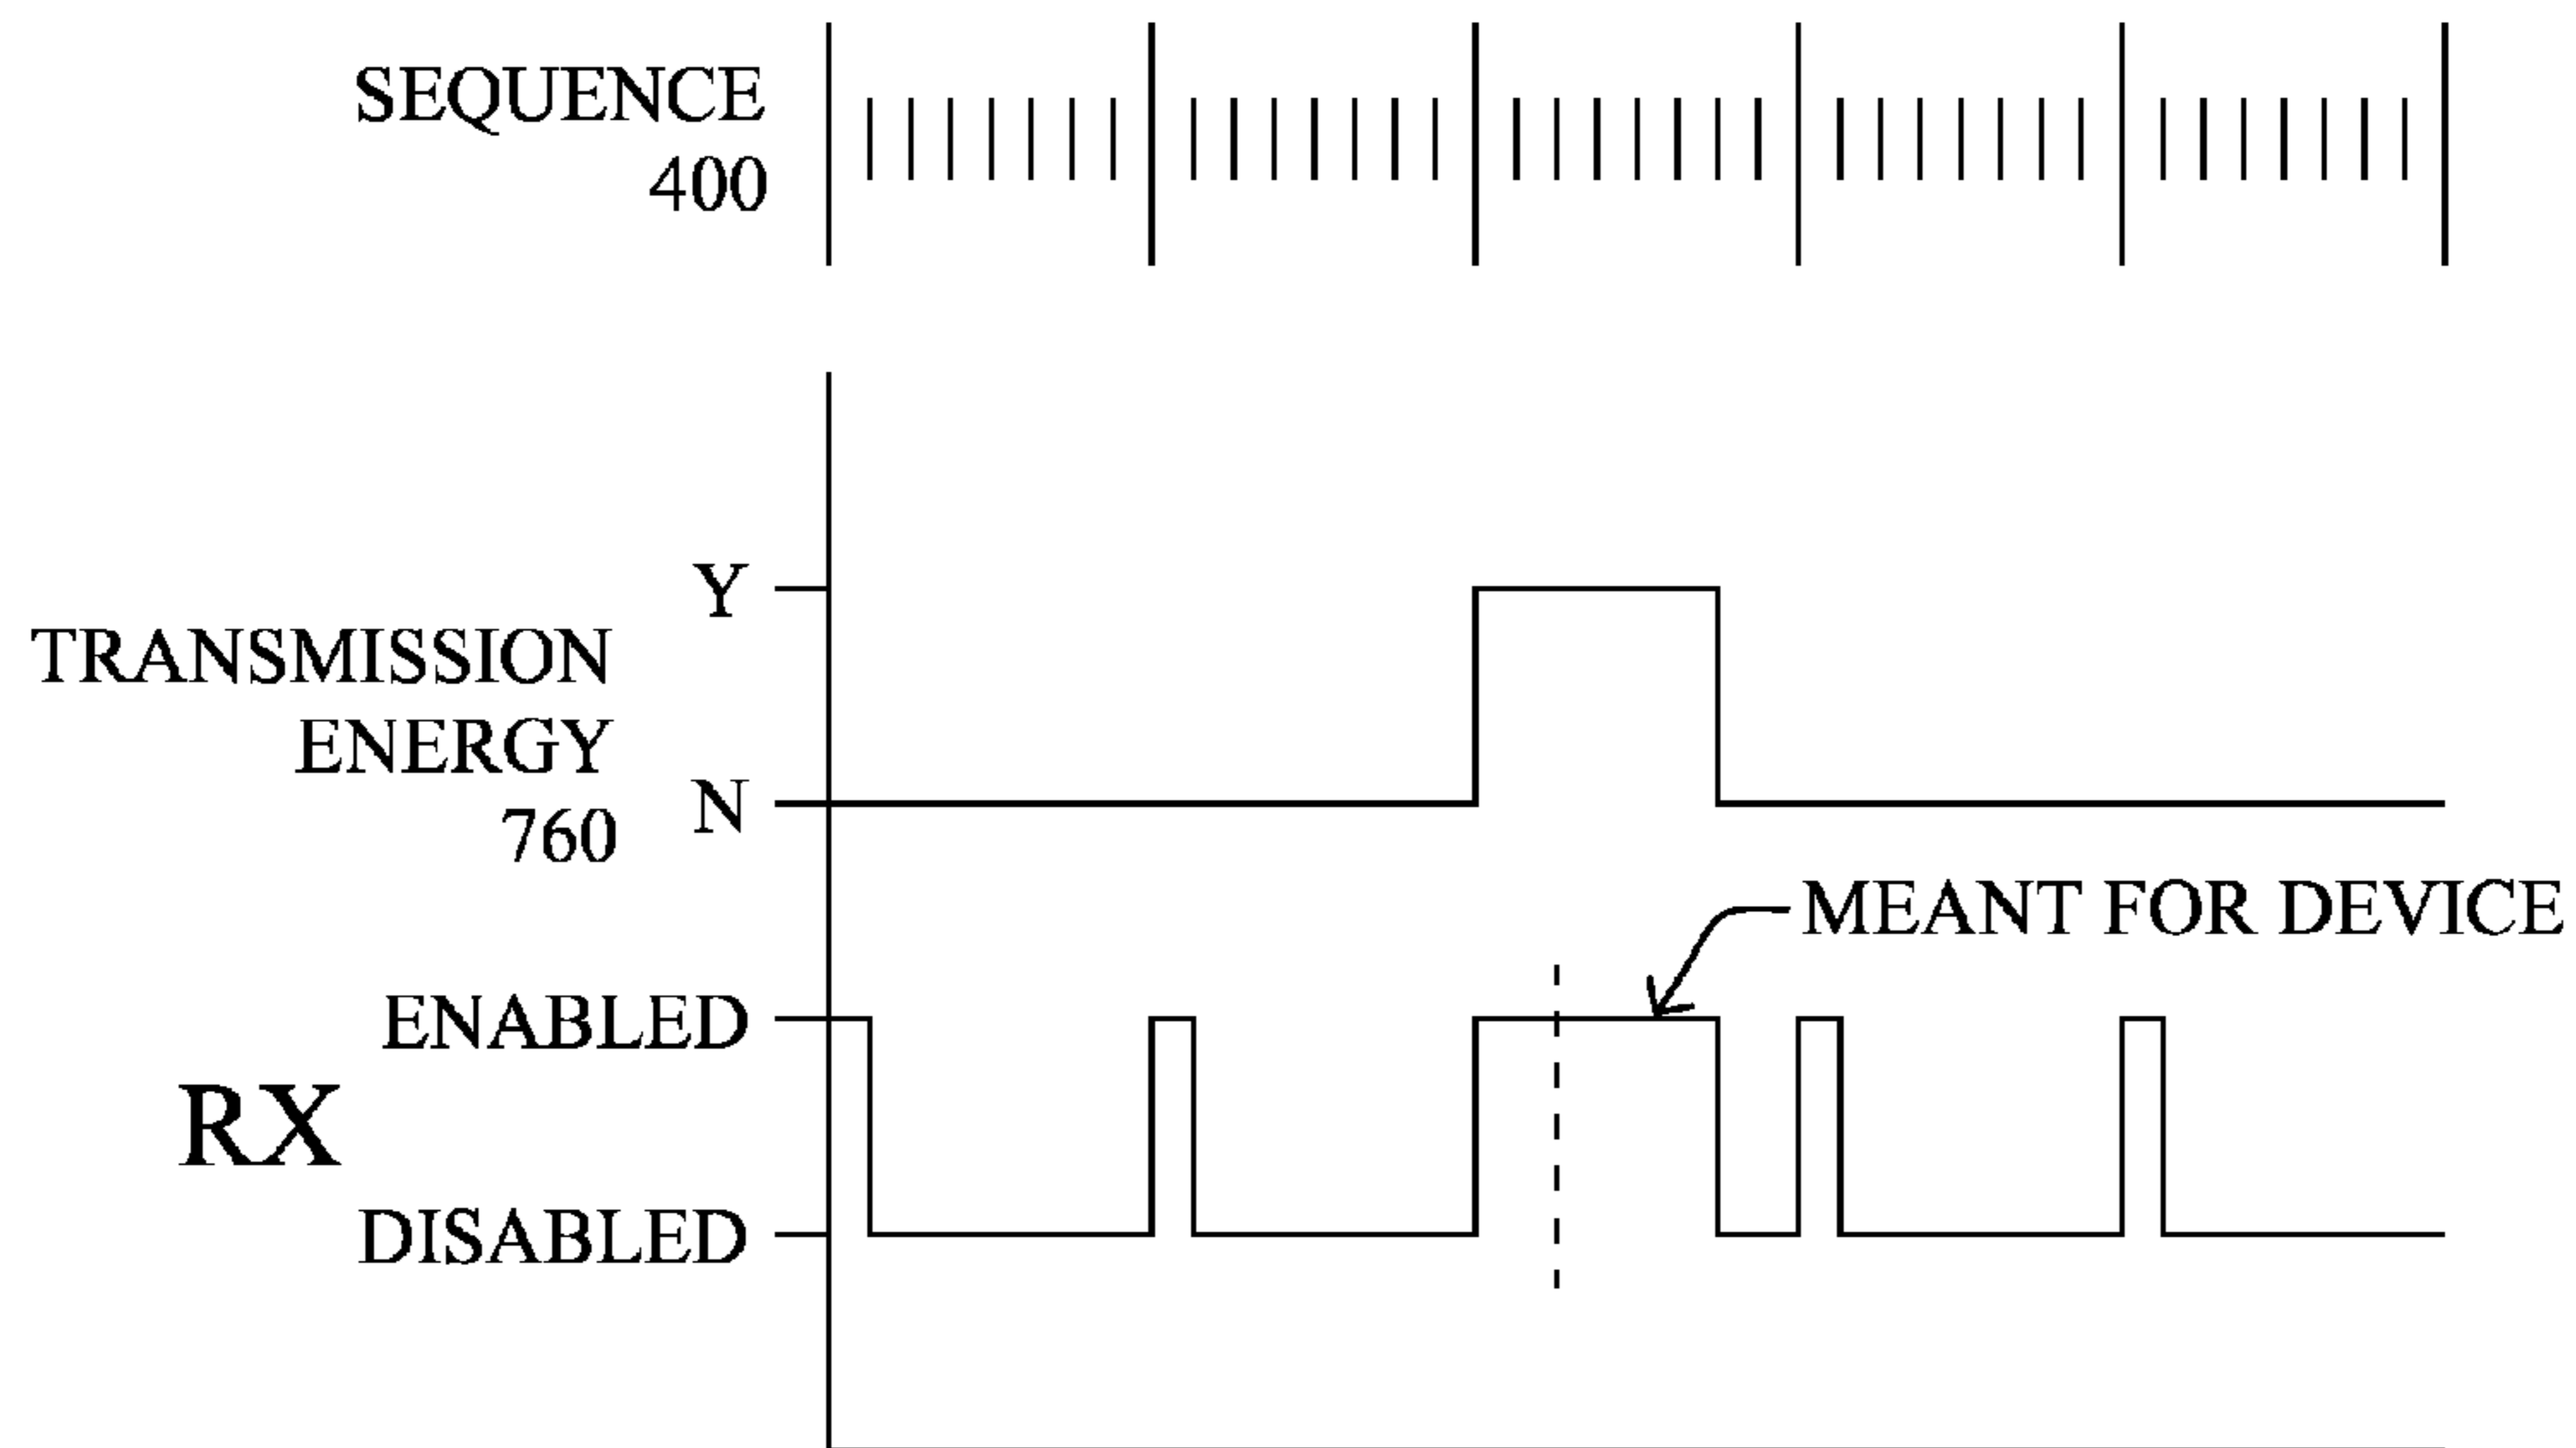 SEQUENCE
400
Y
TRANSMISSION
ENERGY
760
N
MEANT FOR DEVICE
ENABLED
RX
DISABLED